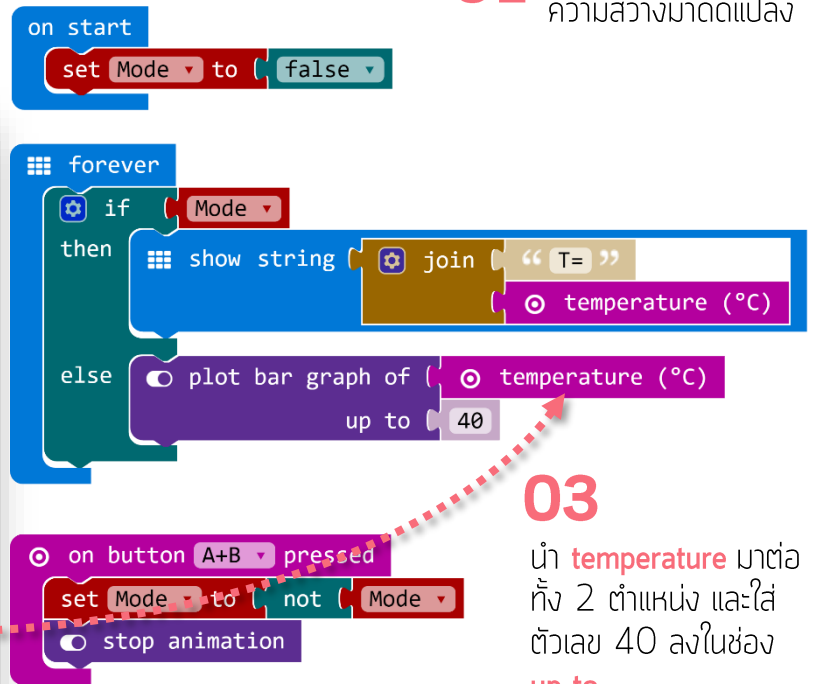 ความสว่างมาดัดแปลง
on start
set Mode to false
forever
if Mode
then
show string join “ T= ”
temperature (°C)
else
plot bar graph of temperature (°C)
up to 40
03
นำ temperature มาต่อ
ทั้ง 2 ตำแหน่ง และใส่
ตัวเลข 40 ลงในช่อง
up to
on button A+B pressed
set Mode to not Mode
stop animation